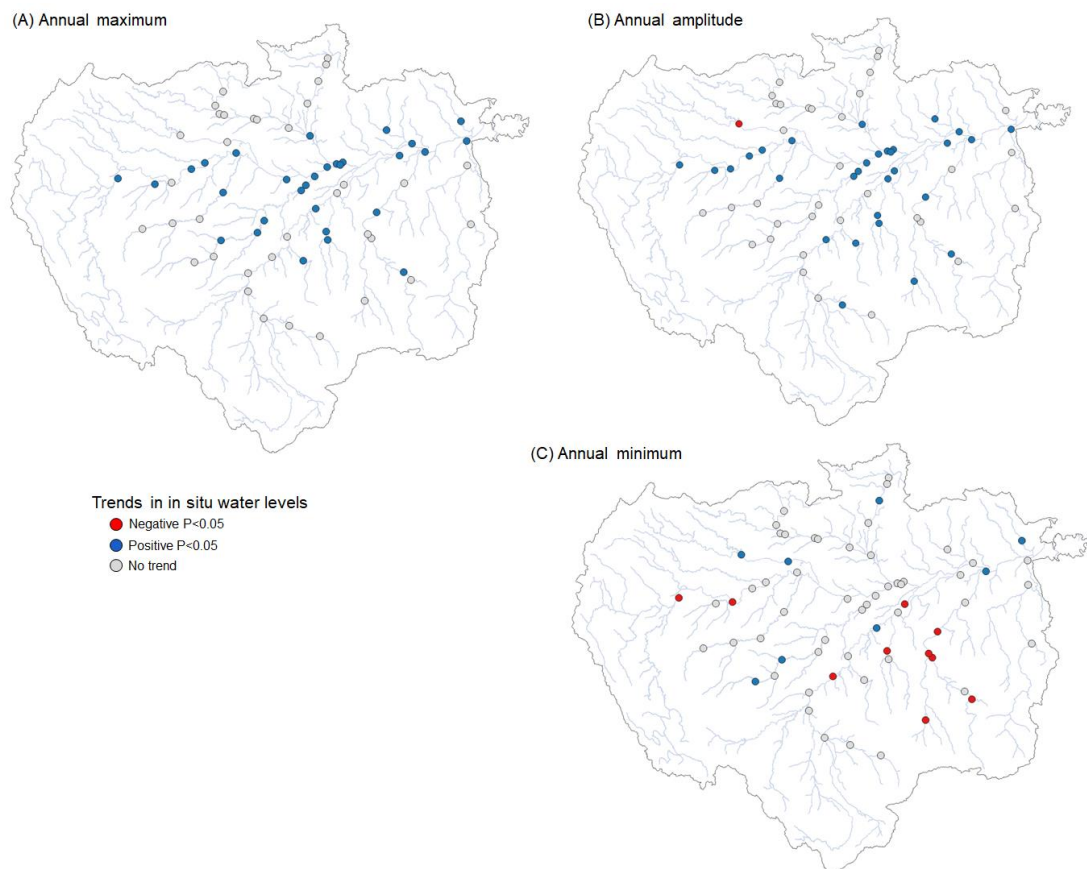 (A) Annual maximum
(B) Annual amplitude
(C) Annual minimum
Trends in in situ water levels
Negative P<0.05
Positive P<0.05
No trend